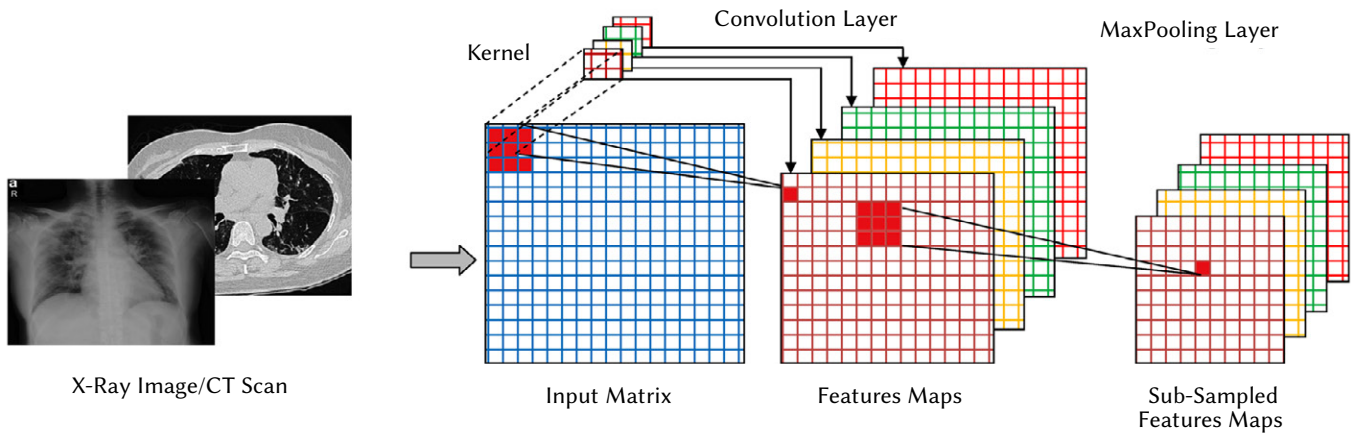 Convolution Layer
MaxPooling Layer
Kernel
a
R
X-Ray Image/CT Scan
Input Matrix
Features Maps
Sub-Sampled
Features Maps